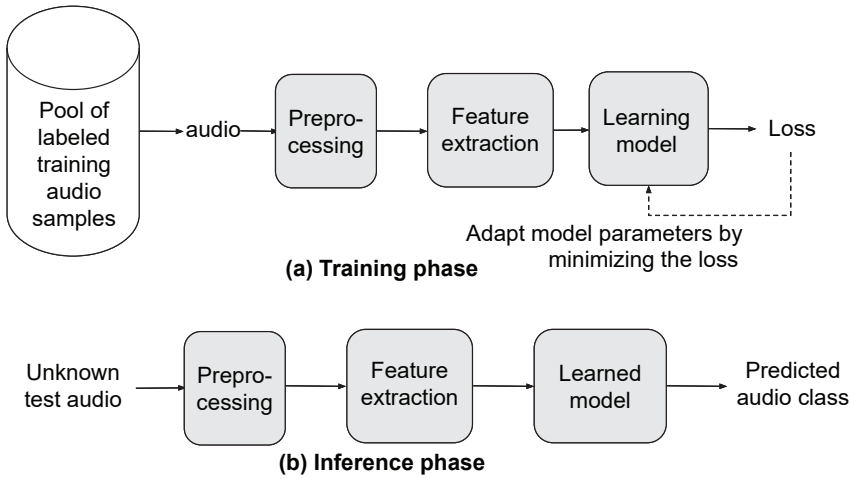 Pool of
labeled
training
audio
samples
audio
Prepro-
cessing
Feature
extraction
Learning
model
Loss
Adapt model parameters by
minimizing the loss
(a) Training phase
Unknown
test audio
Prepro-
cessing
Feature
extraction
Learned
model
Predicted
audio class
(b) Inference phase